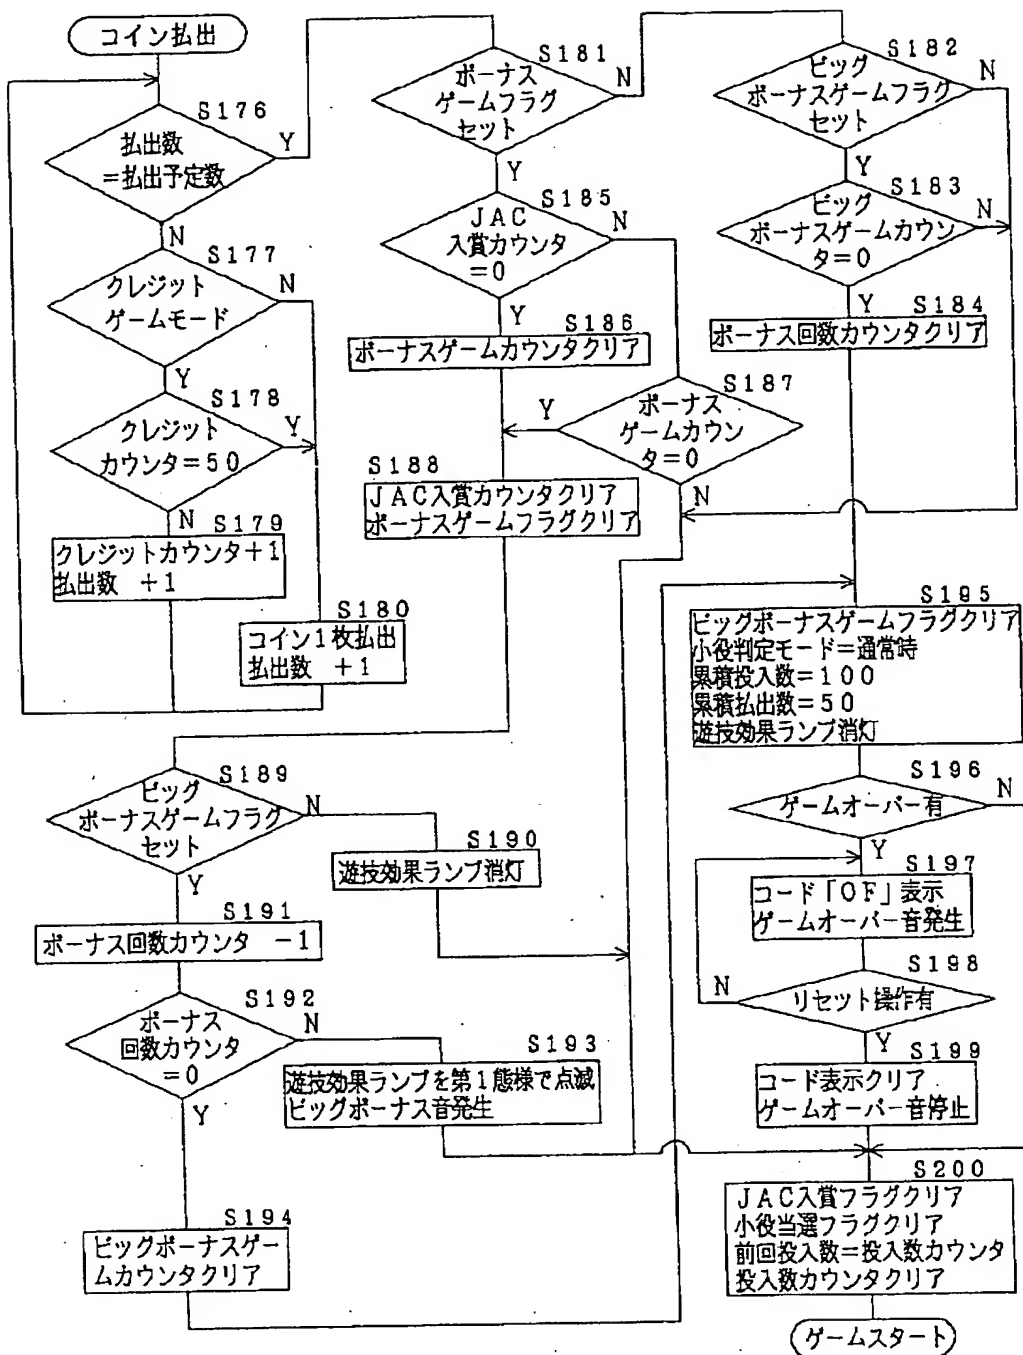 コイン払出
S176
払出数
=払出予定数
Y
N
S177
クレジット
ゲームモード
N
Y
S178
クレジット
カウンタ=50
Y
N
S179
クレジットカウンタ+1
払出数 +1
S180
コイン1枚払出
払出数 +1
S181
ボーナス
ゲームフラグ
セット
N
Y
S185
JAC
入賞カウンタ
=0
N
Y
S186
ボーナスゲームカウンタクリア
S187
ボーナス
ゲームカウン
タ=0
Y
N
S188
JAC入賞カウンタクリア
ボーナスゲームフラグクリア
S182
ビッグ
ボーナスゲームフラグ
セット
N
Y
S183
ビッグ
ボーナスゲームカウン
タ=0
N
Y
S184
ボーナス回数カウンタクリア
S189
ビッグ
ボーナスゲームフラグ
セット
N
Y
S190
遊技効果ランプ消灯
S191
ボーナス回数カウンタ -1
S192
ボーナス
回数カウンタ
=0
N
Y
S193
遊技効果ランプを第1態様で点滅
ビッグボーナス音発生
S194
ビッグボーナスゲー
ムカウンタクリア
S195
ビッグボーナスゲームフラグクリア
小役判定モード=通常時
累積投入数=100
累積払出数=50
遊技効果ランプ消灯
S196
ゲームオーバー有
N
Y
S197
コード「OF」表示
ゲームオーバー音発生
S198
リセット操作有
N
Y
S199
コード表示クリア
ゲームオーバー音停止
S200
JAC入賞フラグクリア
小役当選フラグクリア
前回投入数=投入数カウンタ
投入数カウンタクリア
ゲームスタート